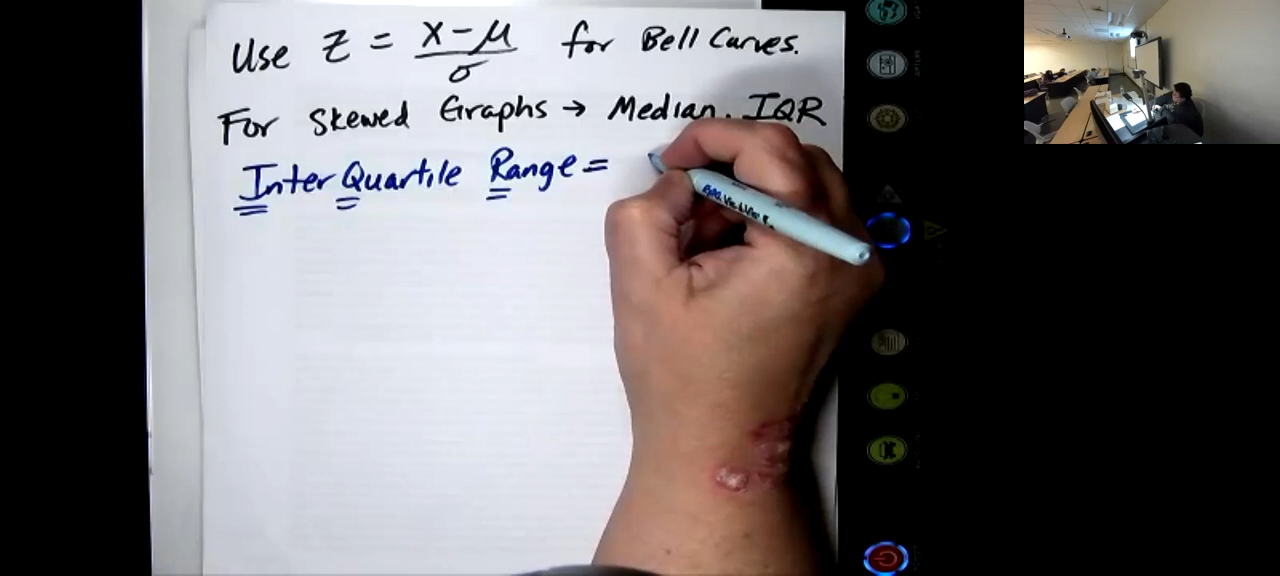 Use Z = x-μ/σ for Bell Curves.
For Skewed Graphs → Median, IQR
InterQuartile Range =